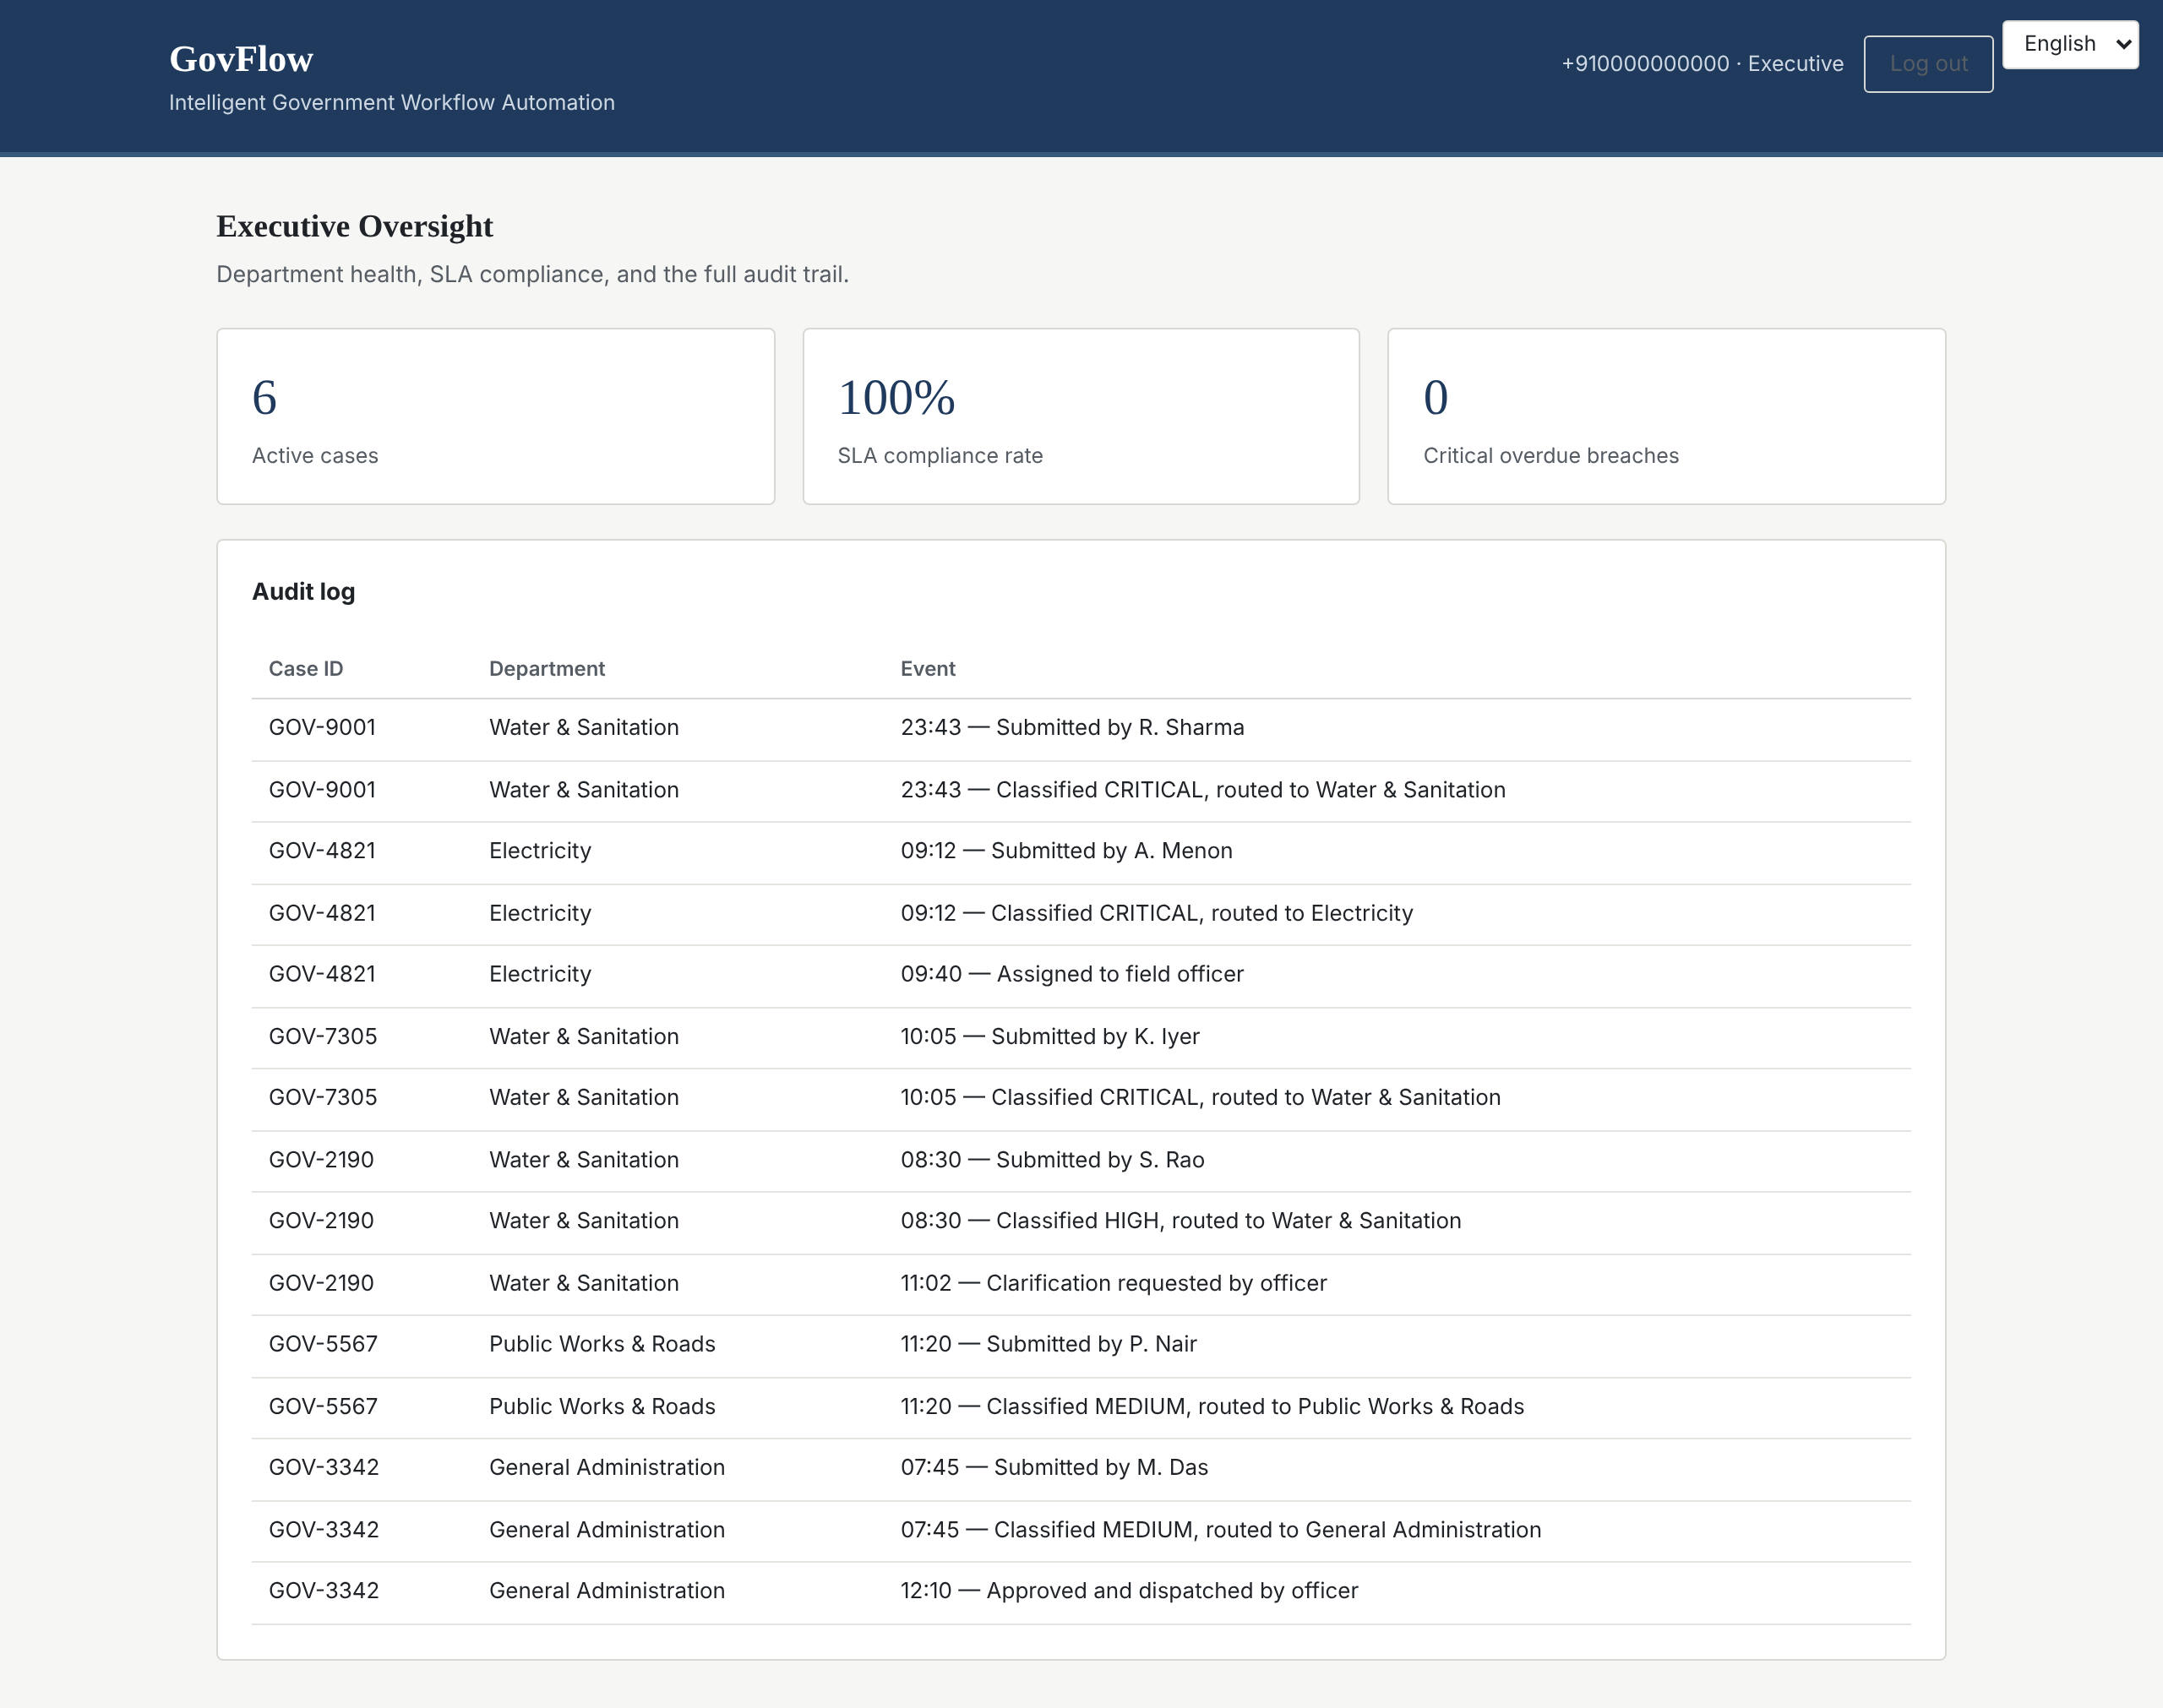 GovFlow
Intelligent Government Workflow Automation
+910000000000 · Executive
Log out
English
Executive Oversight
Department health, SLA compliance, and the full audit trail.
6
Active cases
100%
SLA compliance rate
0
Critical overdue breaches
Audit log
Case ID Department Event
GOV-9001 Water & Sanitation 23:43 — Submitted by R. Sharma
GOV-9001 Water & Sanitation 23:43 — Classified CRITICAL, routed to Water & Sanitation
GOV-4821 Electricity 09:12 — Submitted by A. Menon
GOV-4821 Electricity 09:12 — Classified CRITICAL, routed to Electricity
GOV-4821 Electricity 09:40 — Assigned to field officer
GOV-7305 Water & Sanitation 10:05 — Submitted by K. Iyer
GOV-7305 Water & Sanitation 10:05 — Classified CRITICAL, routed to Water & Sanitation
GOV-2190 Water & Sanitation 08:30 — Submitted by S. Rao
GOV-2190 Water & Sanitation 08:30 — Classified HIGH, routed to Water & Sanitation
GOV-2190 Water & Sanitation 11:02 — Clarification requested by officer
GOV-5567 Public Works & Roads 11:20 — Submitted by P. Nair
GOV-5567 Public Works & Roads 11:20 — Classified MEDIUM, routed to Public Works & Roads
GOV-3342 General Administration 07:45 — Submitted by M. Das
GOV-3342 General Administration 07:45 — Classified MEDIUM, routed to General Administration
GOV-3342 General Administration 12:10 — Approved and dispatched by officer